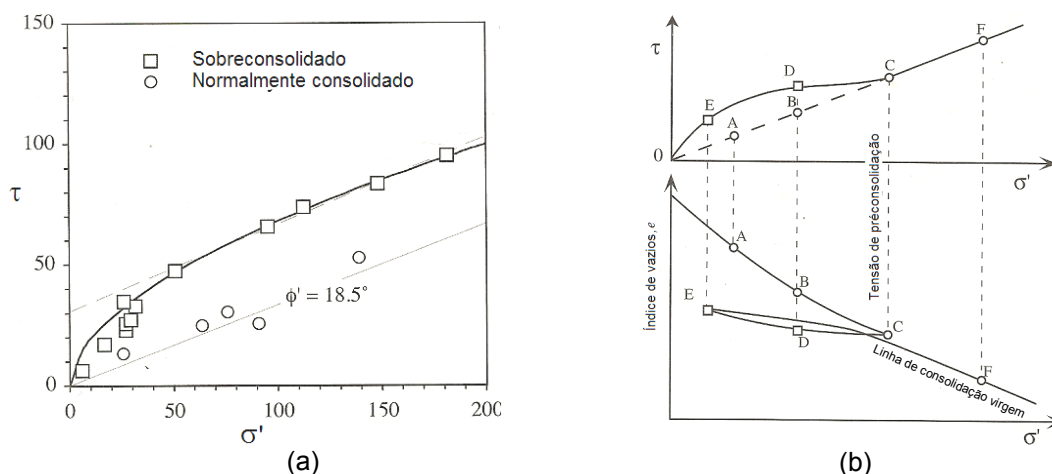 150
100
50
0
τ
Sobreconsolidado
Normalmente consolidado
ϕ' = 18.5°
0
50
100
150
200
σ'
(a)
τ
E
D
A
B
C
F
0
σ'
Tensão de préconsolidação
Índice de vazios, e
A
B
E
D
C
F
Linha de consolidação virgem
σ'
(b)